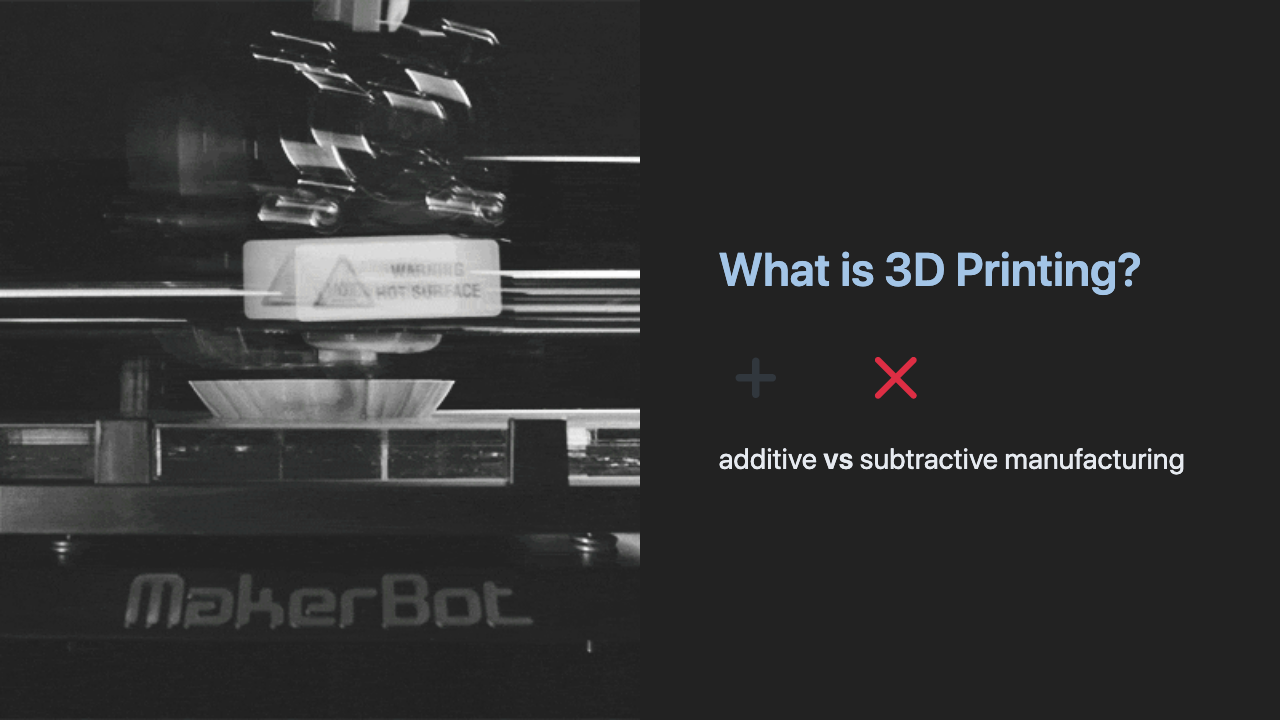 WARNING
HOT SURFACE
MakerBot
What is 3D Printing?
additive vs subtractive manufacturing